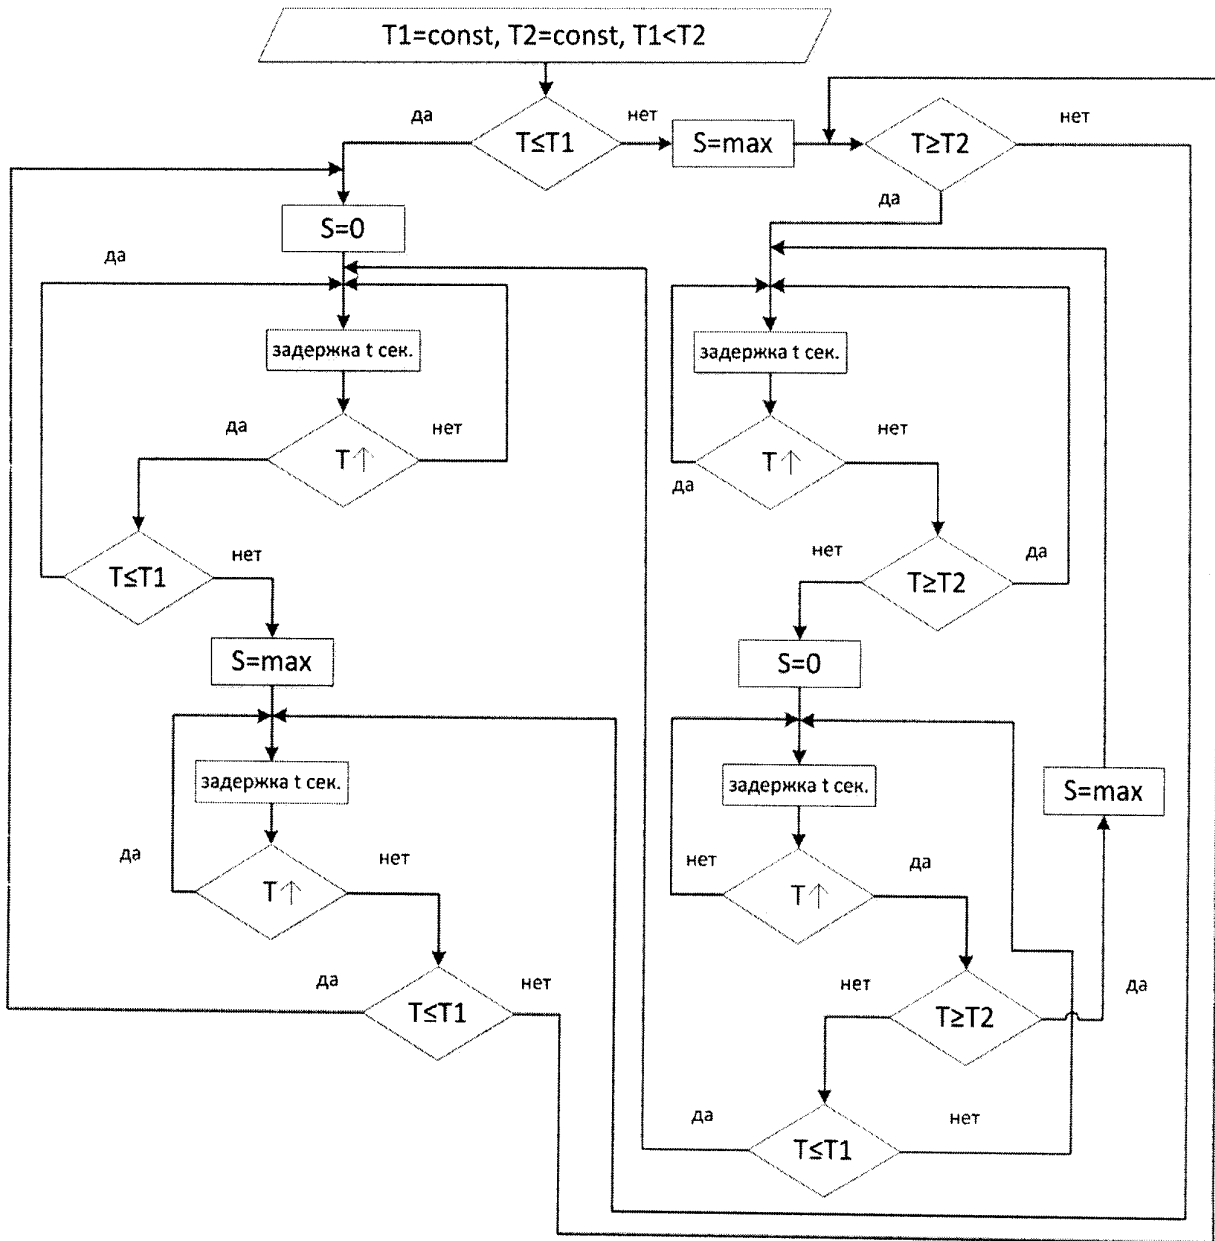 T1=const, T2=const, T1<T2
да
T≤T1
нет
S=max
T≥T2
нет
да
S=0
да
задержка t сек.
да
T↑
нет
T≤T1
нет
S=max
задержка t сек.
да
T↑
нет
да
T≤T1
нет
задержка t сек.
T↑
нет
да
нет
T≥T2
да
S=0
задержка t сек.
S=max
нет
T↑
да
нет
T≥T2
да
да
T≤T1
нет